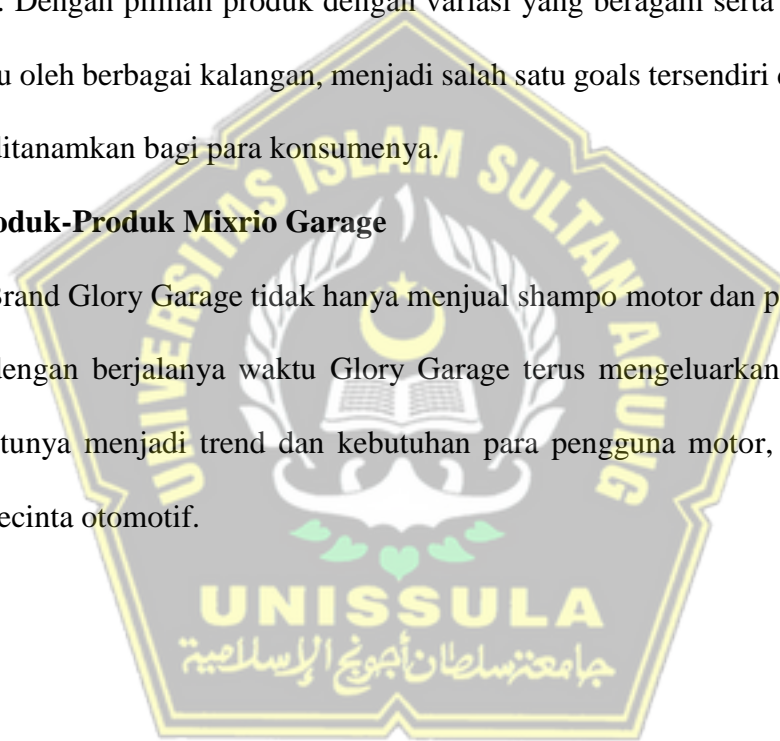 . Dengan pilihan produk dengan variasi yang beragam serta
u oleh berbagai kalangan, menjadi salah satu goals tersendiri
ditanamkan bagi para konsumenya.
oduk-Produk Mixrio Garage
Brand Glory Garage tidak hanya menjual shampo motor dan p
dengan berjalanya waktu Glory Garage terus mengeluarkan
tunya menjadi trend dan kebutuhan para pengguna motor,
ecinta otomotif.
UNIVERSITAS ISLAM SULTAN AGUNG
UNISSULA
جامعة سلطان أجونج الإسلامية